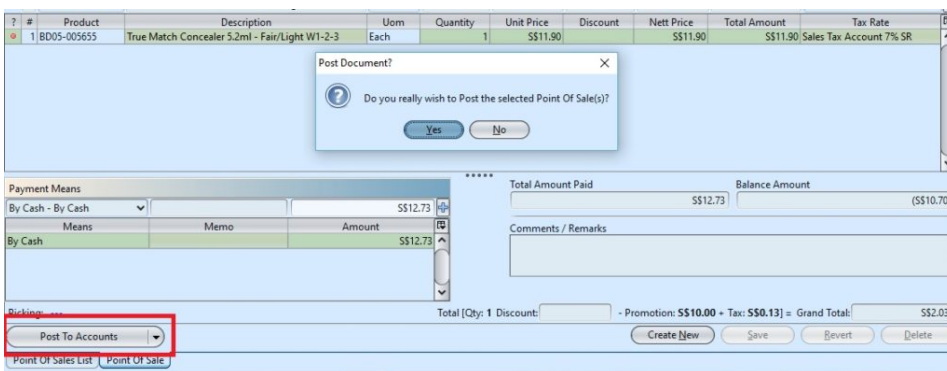 ? # Product Description Uom Quantity Unit Price Discount Nett Price Total Amount Tax Rate
1 BD05-005655 True Match Concealer 5.2ml - Fair/Light W1-2-3 Each 1 S$11.90 S$11.90 S$11.90 Sales Tax Account 7% SR
Post Document?
Do you really wish to Post the selected Point Of Sale(s)?
Yes No
Payment Means
Total Amount Paid Balance Amount
By Cash - By Cash S$12.73
S$12.73 (S$10.70
Means Memo Amount
Comments / Remarks
By Cash S$12.73
Picking: ---
Total [Qty: 1 Discount: - Promotion: S$10.00 + Tax: S$0.13] = Grand Total: S$2.03
Post To Accounts
Create New Save Revert Delete
Point Of Sales List Point Of Sale